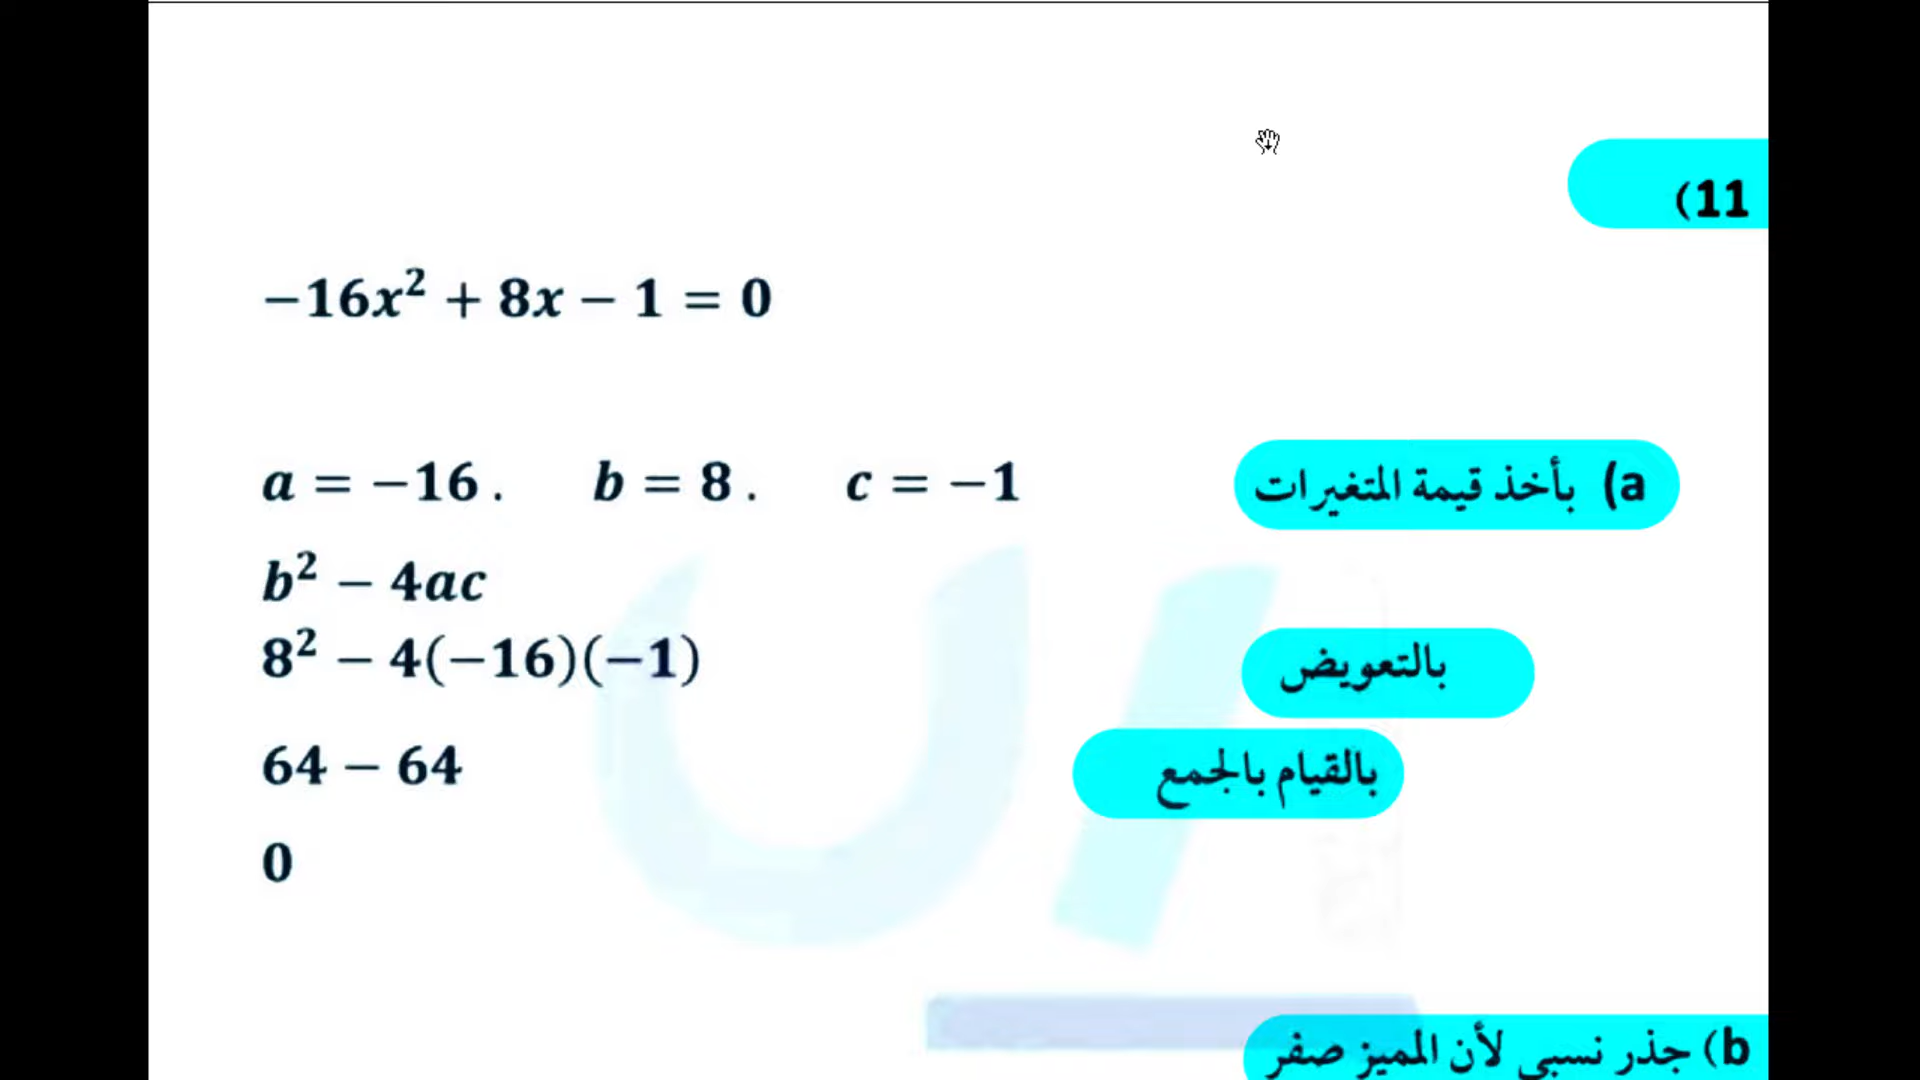 (11
−16x² + 8x − 1 = 0
a) بأخذ قيمة المتغيرات
a = −16 .   b = 8 .   c = −1
b² − 4ac
8² − 4(−16)(−1)
بالتعويض
64 − 64
بالقيام بالجمع
0
b) جذر نسبي لأن المميز صفر